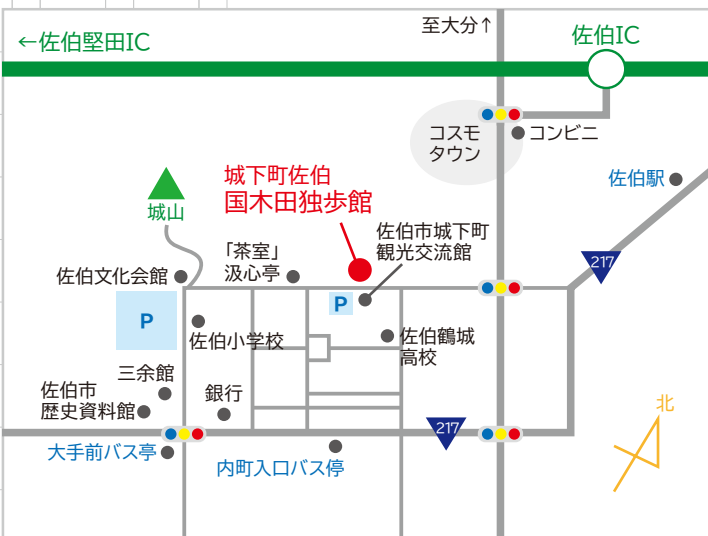 至大分↑
←佐伯堅田IC
佐伯IC
コスモ
タウン
コンビニ
城下町佐伯
国木田独歩館
佐伯駅
城山
佐伯市城下町
観光交流館
「茶室」
汲心亭
佐伯文化会館
217
P
P
佐伯小学校
佐伯鶴城
高校
三余館
佐伯市
歴史資料館
銀行
北
217
大手前バス亭
内町入口バス停